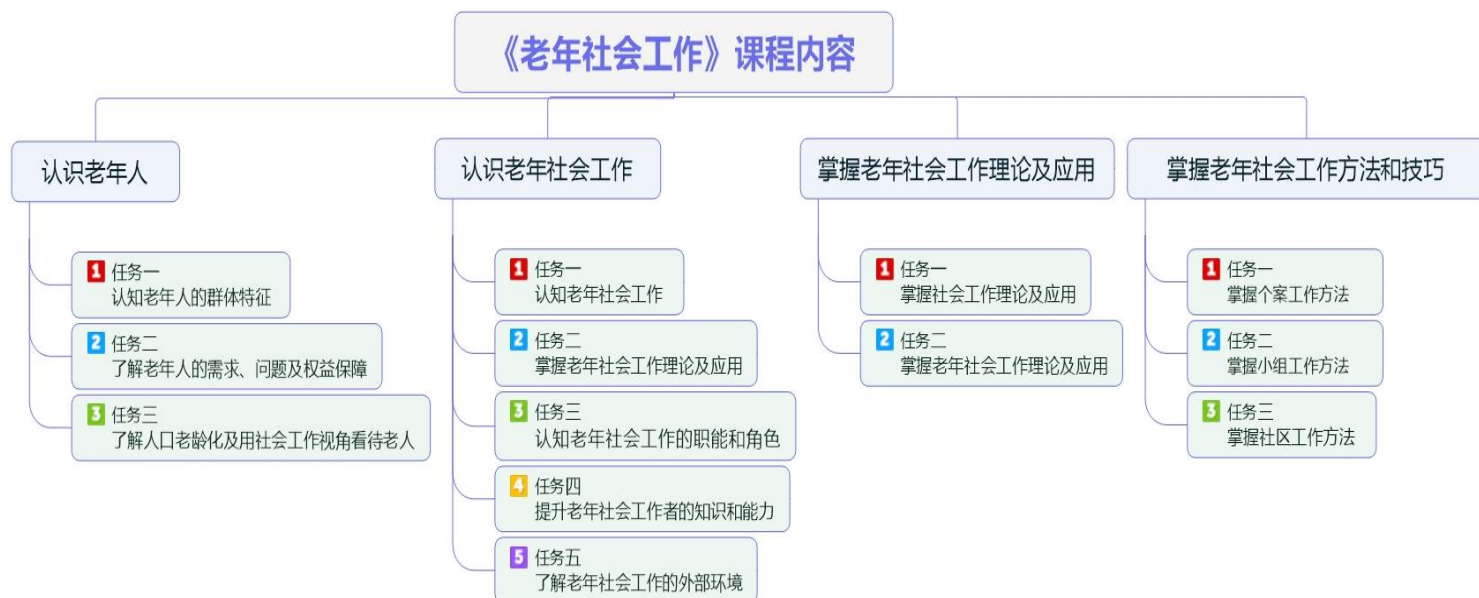 《老年社会工作》课程内容
认识老年人
1 任务一
认知老年人的群体特征
2 任务二
了解老年人的需求、问题及权益保障
3 任务三
了解人口老龄化及用社会工作视角看待老人
认识老年社会工作
1 任务一
认知老年社会工作
2 任务二
掌握老年社会工作理论及应用
3 任务三
认知老年社会工作的职能和角色
4 任务四
提升老年社会工作者的知识和能力
5 任务五
了解老年社会工作的外部环境
掌握老年社会工作理论及应用
1 任务一
掌握社会工作理论及应用
2 任务二
掌握老年社会工作理论及应用
掌握老年社会工作方法和技巧
1 任务一
掌握个案工作方法
2 任务二
掌握小组工作方法
3 任务三
掌握社区工作方法